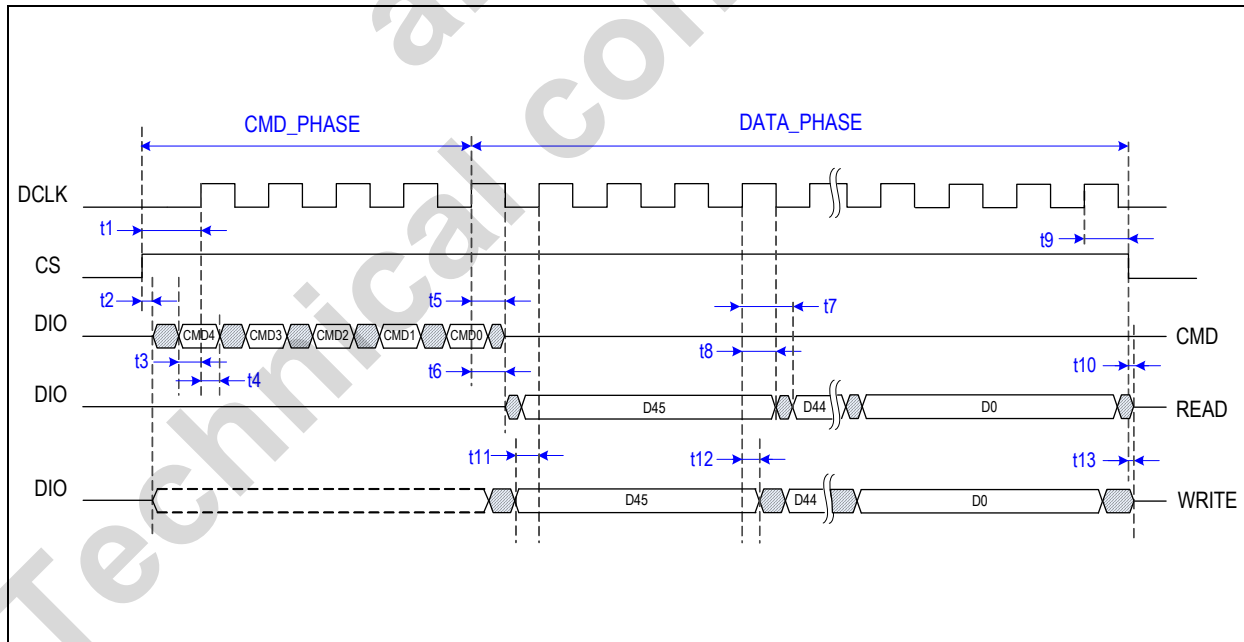 CMD_PHASE DATA_PHASE
DCLK
t1 t9
CS
t2 t5 t7
DIO CMD4 CMD3 CMD2 CMD1 CMD0 CMD
t8
t3 t10
t4 t6
DIO D45 D44 D0 READ
t11 t12 t13
DIO D45 D44 D0 WRITE
Technical